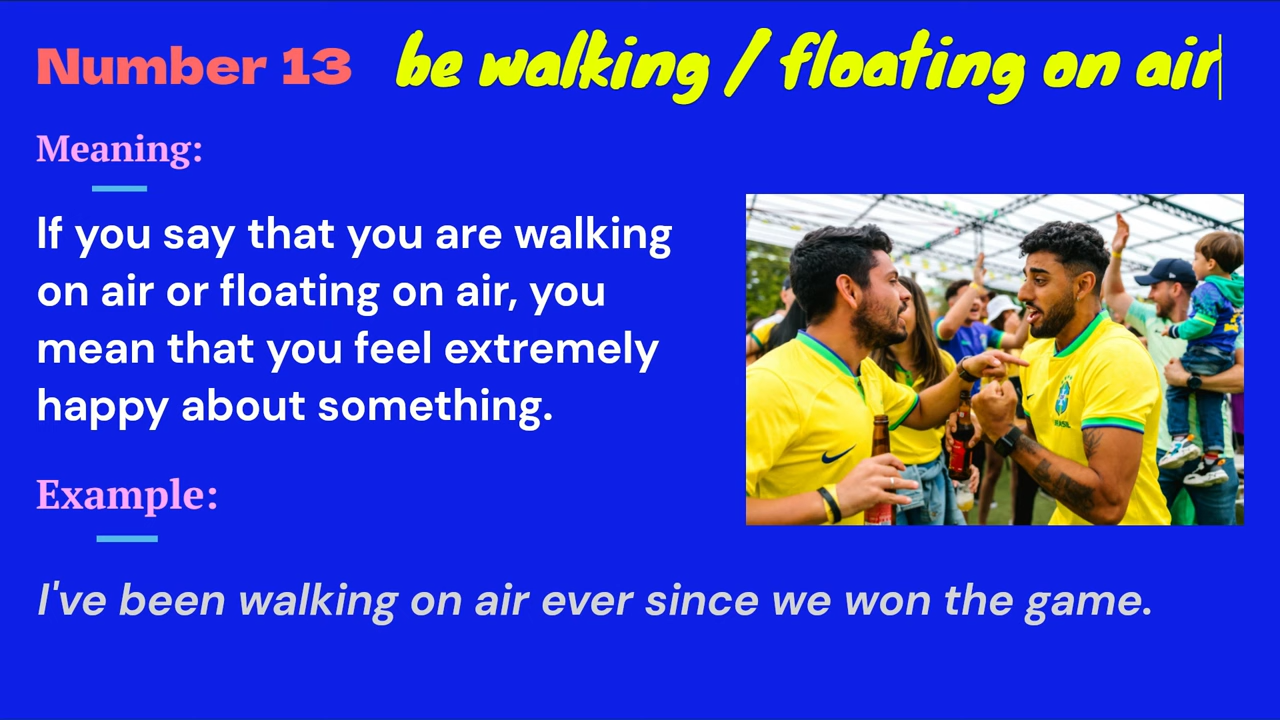 Number 13 be walking / floating on air
Meaning:
If you say that you are walking
on air or floating on air, you
mean that you feel extremely
happy about something.
BRASIL
Example:
I've been walking on air ever since we won the game.